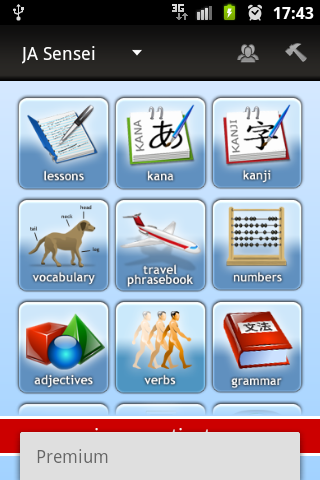 3G
17:43
JA Sensei
lessons
KANA
あ
kana
KANJI
字
kanji
head
neck
tail
leg
vocabulary
travel
phrasebook
numbers
adjectives
verbs
文法
grammar
Premium